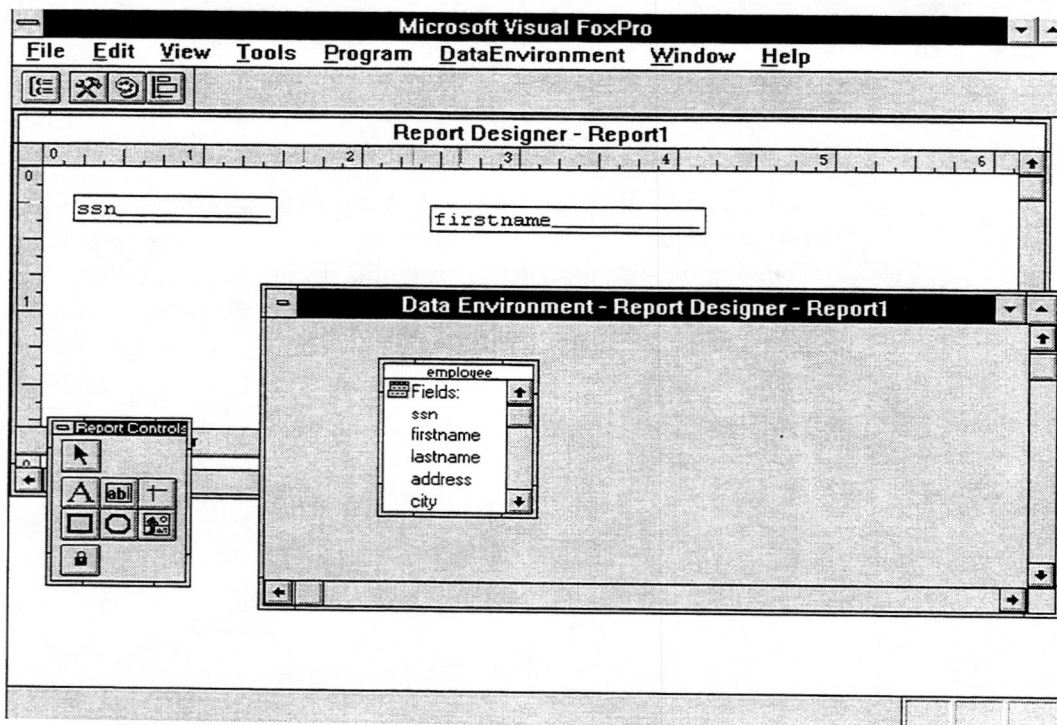 Microsoft Visual FoxPro
File Edit View Tools Program DataEnvironment Window Help
Report Designer - Report1
0 1 2 3 4 5 6
0
ssn
firstname
1
Data Environment - Report Designer - Report1
employee
Fields:
ssn
firstname
lastname
address
city
Report Controls
r
A ab